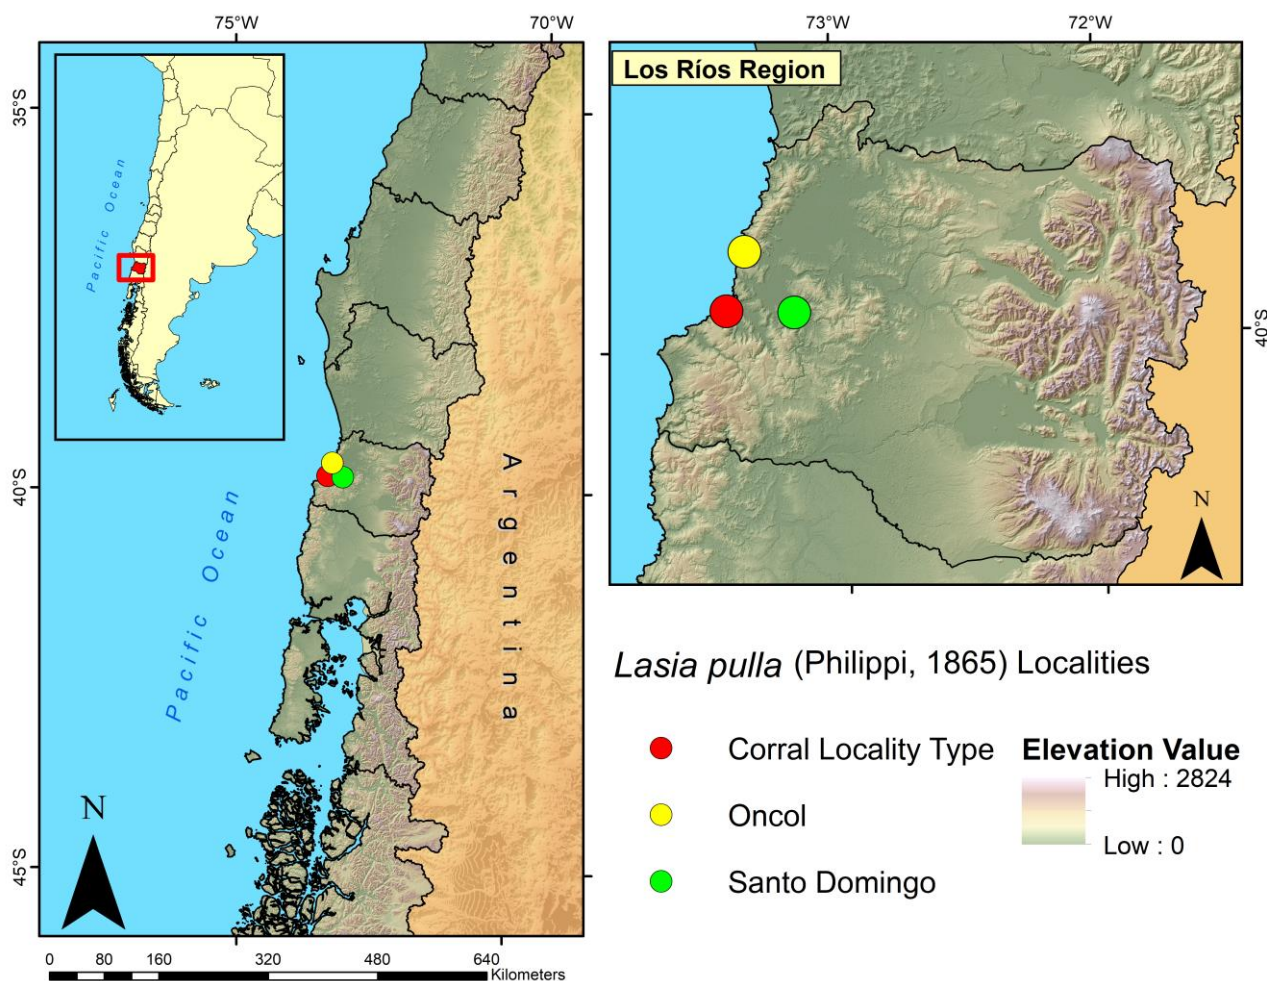 75°W
70°W
35°S
40°S
45°S
Pacific Ocean
Pacific Ocean
Argentina
N
0 80 160 320 480 640
Kilometers
73°W
72°W
Los Ríos Region
40°S
N
Lasia pulla (Philippi, 1865) Localities
Corral Locality Type
Oncol
Santo Domingo
Elevation Value
High : 2824
Low : 0